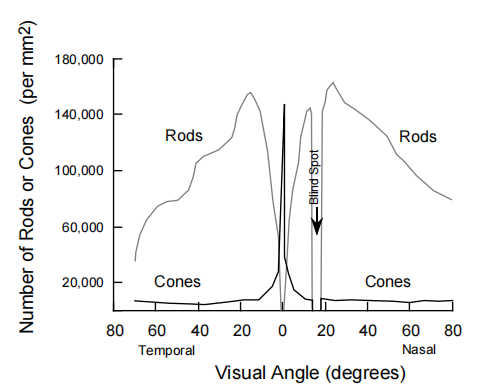 Number of Rods or Cones (per mm2)
180,000
140,000
100,000
60,000
20,000
Rods
Rods
Blind Spot
Cones
Cones
80 60 40 20 0 20 40 60 80
Temporal
Nasal
Visual Angle (degrees)